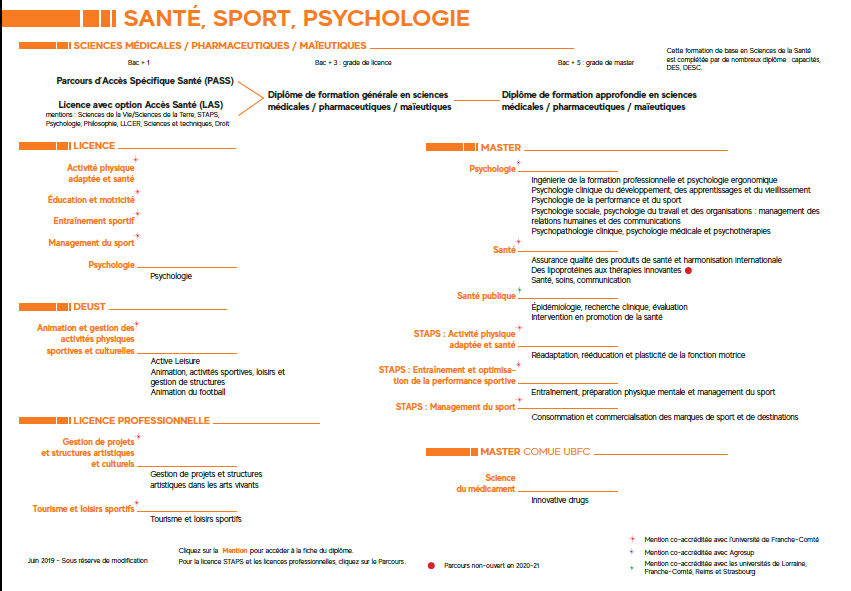 SANTÉ, SPORT, PSYCHOLOGIE
SCIENCES MÉDICALES / PHARMACEUTIQUES / MAÏEUTIQUES
Bac + 1
Bac + 3 : grade de licence
Bac + 5 : grade de master
Cette formation de base en Sciences de la Santé
est complétée par de nombreux diplôme : capacités,
DES, DESC.
Parcours d'Accès Spécifique Santé (PASS)
Licence avec option Accès Santé (LAS)
mentions : Sciences de la Vie/Sciences de la Terre, STAPS,
Psychologie, Philosophie, LLCER, Sciences et techniques, Droit
Diplôme de formation générale en sciences
médicales / pharmaceutiques / maïeutiques
Diplôme de formation approfondie en sciences
médicales / pharmaceutiques / maïeutiques
LICENCE
Activité physique
adaptée et santé
Éducation et motricité
Entraînement sportif
Management du sport
Psychologie
Psychologie
DEUST
Animation et gestion des
activités physiques
sportives et culturelles
Active Leisure
Animation, activités sportives, loisirs et
gestion de structures
Animation du football
LICENCE PROFESSIONNELLE
Gestion de projets
et structures artistiques
et culturels
Gestion de projets et structures
artistiques dans les arts vivants
Tourisme et loisirs sportifs
Tourisme et loisirs sportifs
MASTER
Psychologie
Ingénierie de la formation professionnelle et psychologie ergonomique
Psychologie clinique du développement, des apprentissages et du vieillissement
Psychologie de la performance et du sport
Psychologie sociale, psychologie du travail et des organisations : management des
relations humaines et des communications
Psychopathologie clinique, psychologie médicale et psychothérapies
Santé
Assurance qualité des produits de santé et harmonisation internationale
Des lipoprotéines aux thérapies innovantes
Santé, soins, communication
Santé publique
Épidémiologie, recherche clinique, évaluation
Intervention en promotion de la santé
STAPS : Activité physique
adaptée et santé
Réadaptation, rééducation et plasticité de la fonction motrice
STAPS : Entraînement et optimisa-
tion de la performance sportive
Entraînement, préparation physique mentale et management du sport
STAPS : Management du sport
Consommation et commercialisation des marques de sport et de destinations
MASTER COMUE UBFC
Science
du médicament
Innovative drugs
Juin 2019 - Sous réserve de modification
Cliquez sur la Mention pour accéder à la fiche du diplôme.
Pour la licence STAPS et les licences professionnelles, cliquez sur le Parcours.
Parcours non-ouvert en 2020-21
Mention co-accréditée avec l'université de Franche-Comté
Mention co-accréditée avec Agrosup
Mention co-accréditée avec les universités de Lorraine,
Franche-Comté, Reims et Strasbourg